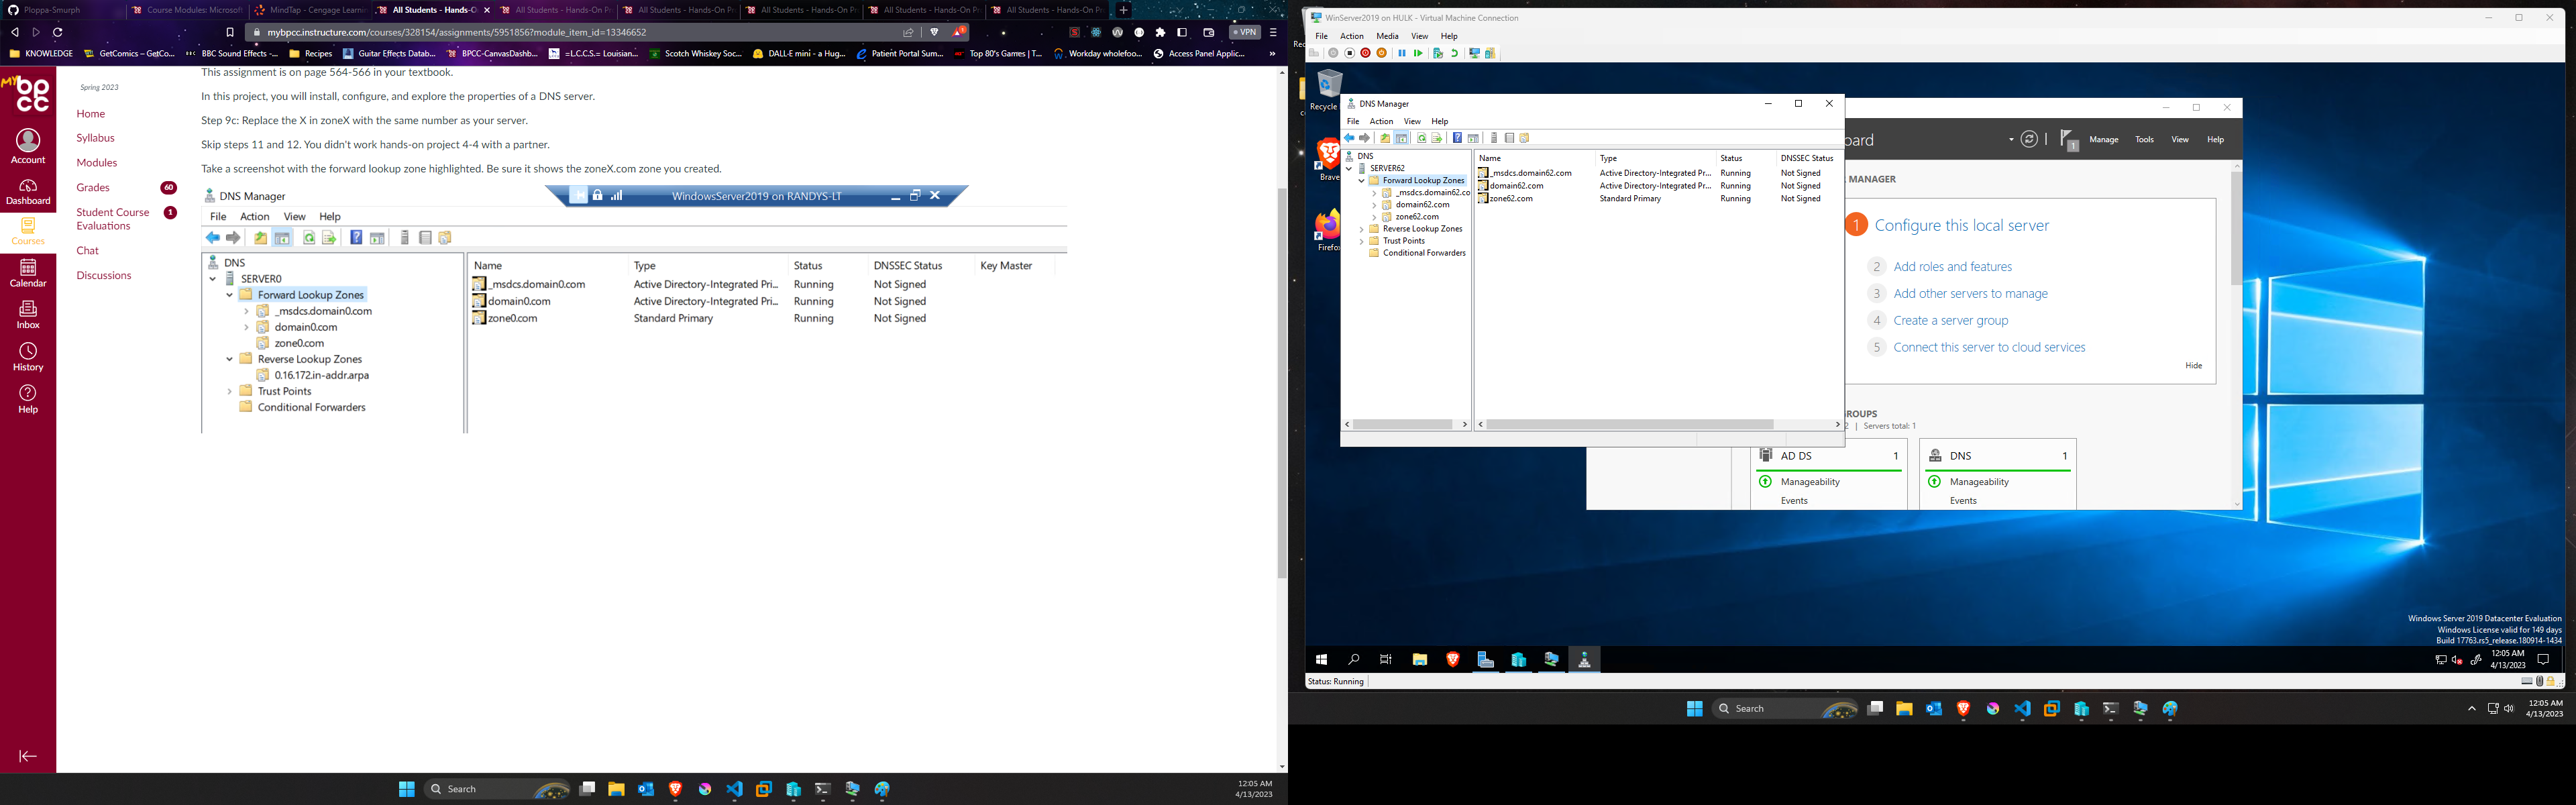 Ploppa-Smurph
Course Modules: Microsoft
MindTap - Cengage Learnin
All Students - Hands-O
All Students - Hands-On Pr
All Students - Hands-On Pr
All Students - Hands-On Pr
All Students - Hands-On Pr
All Students - Hands-On Pr
mybpcc.instructure.com/courses/328154/assignments/5951856?module_item_id=13346652
VPN
KNOWLEDGE
GetComics – GetCo...
BBC Sound Effects -...
Recipes
Guitar Effects Datab...
BPCC-CanvasDashb...
=L.C.C.S.= Louisian...
Scotch Whiskey Soc...
DALL·E mini - a Hug...
Patient Portal Sum...
Top 80's Games | T...
Workday wholefoo...
Access Panel Applic...
MY
bp
cc
Account
Dashboard
Courses
Calendar
Inbox
History
Help
Spring 2023
Home
Syllabus
Modules
Grades
60
Student Course
Evaluations
1
Chat
Discussions
This assignment is on page 564-566 in your textbook.
In this project, you will install, configure, and explore the properties of a DNS server.
Step 9c: Replace the X in zoneX with the same number as your server.
Skip steps 11 and 12. You didn't work hands-on project 4-4 with a partner.
Take a screenshot with the forward lookup zone highlighted. Be sure it shows the zoneX.com zone you created.
DNS Manager
WindowsServer2019 on RANDYS-LT
File Action View Help
DNS
SERVER0
Forward Lookup Zones
_msdcs.domain0.com
domain0.com
zone0.com
Reverse Lookup Zones
0.16.172.in-addr.arpa
Trust Points
Conditional Forwarders
Name Type Status DNSSEC Status Key Master
_msdcs.domain0.com Active Directory-Integrated Pri... Running Not Signed
domain0.com Active Directory-Integrated Pri... Running Not Signed
zone0.com Standard Primary Running Not Signed
Search
12:05 AM
4/13/2023
WinServer2019 on HULK - Virtual Machine Connection
File Action Media View Help
Recycle
Brave
Firefox
DNS Manager
File Action View Help
DNS
SERVER62
Forward Lookup Zones
_msdcs.domain62.co
domain62.com
zone62.com
Reverse Lookup Zones
Trust Points
Conditional Forwarders
Name Type Status DNSSEC Status
_msdcs.domain62.com Active Directory-Integrated Pr... Running Not Signed
domain62.com Active Directory-Integrated Pr... Running Not Signed
zone62.com Standard Primary Running Not Signed
oard
1
Manage Tools View Help
R MANAGER
1 Configure this local server
2 Add roles and features
3 Add other servers to manage
4 Create a server group
5 Connect this server to cloud services
Hide
ROUPS
2 | Servers total: 1
AD DS 1
Manageability
Events
DNS 1
Manageability
Events
Windows Server 2019 Datacenter Evaluation
Windows License valid for 149 days
Build 17763.rs5_release.180914-1434
12:05 AM
4/13/2023
Status: Running
Search
12:05 AM
4/13/2023